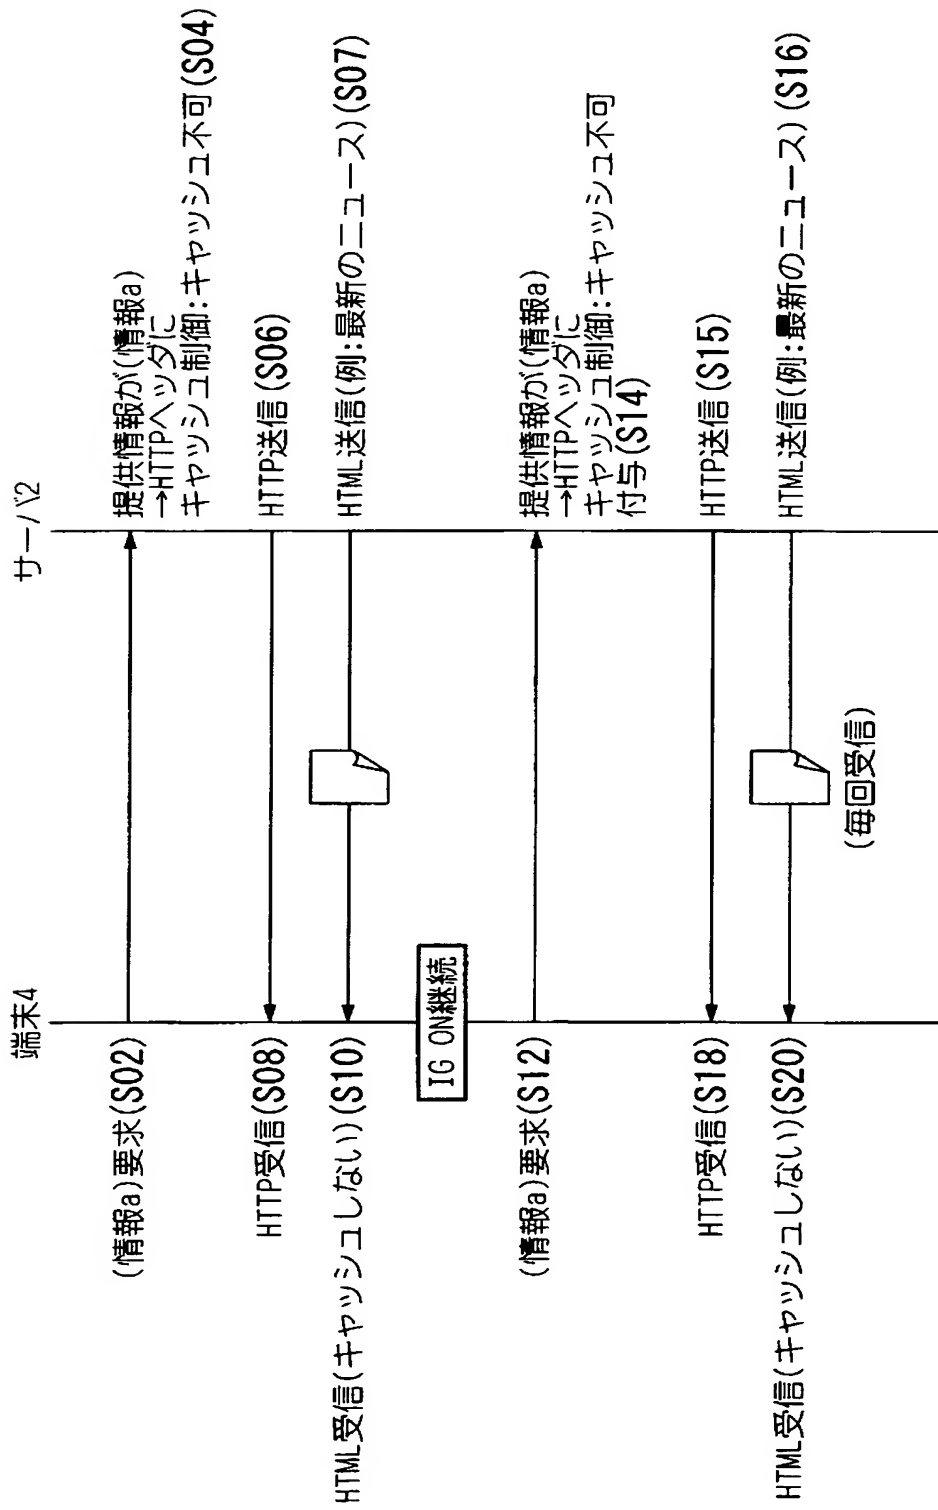 端末4
サーバ2
(情報a)要求(S02)
提供情報が(情報a)
→HTTPヘッダに
キャッシュ制御:キャッシュ不可(S04)
HTTP送信(S06)
HTTP受信(S08)
HTML送信(例:最新のニュース)(S07)
HTML受信(キャッシュしない)(S10)
IG ON継続
(情報a)要求(S12)
提供情報が(情報a)
→HTTPヘッダに
キャッシュ制御:キャッシュ不可
付与(S14)
HTTP送信(S15)
HTTP受信(S18)
HTML送信(例:最新のニュース)(S16)
HTML受信(キャッシュしない)(S20)
(毎回受信)